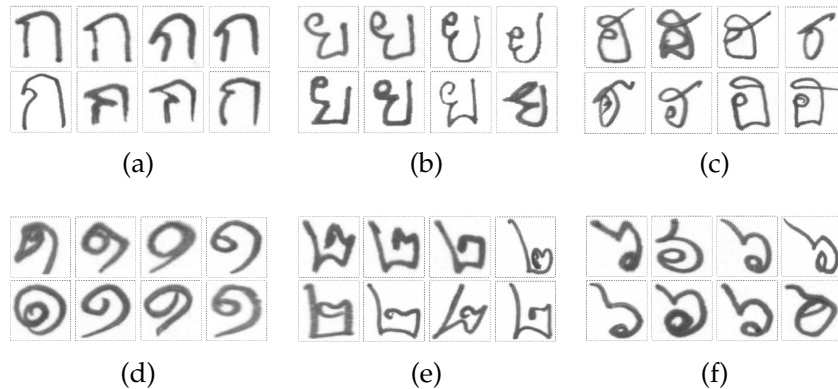 ก ก ก ก ย ย ย ย ฮ ฮ ฮ ฮ
ก ก ก ก ย ย ย ย ฮ ฮ ฮ ฮ
(a) (b) (c)
๑ ๑ ๑ ๑ ๒ ๒ ๒ ๒ ๖ ๖ ๖ ๖
๑ ๑ ๑ ๑ ๒ ๒ ๒ ๒ ๖ ๖ ๖ ๖
(d) (e) (f)